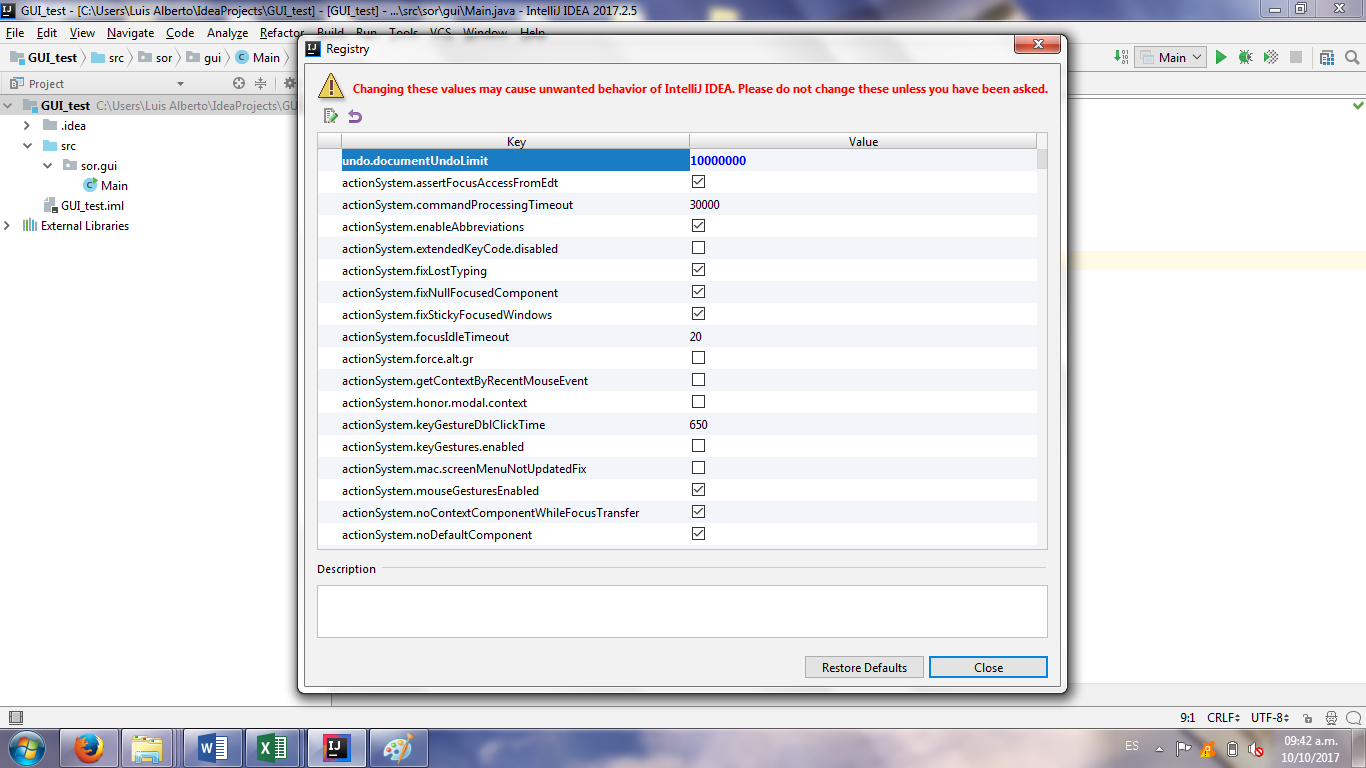 GUI_test - [C:\Users\Luis Alberto\IdeaProjects\GUI_test] - [GUI_test] - ...\src\sor\gui\Main.java - IntelliJ IDEA 2017.2.5
File Edit View Navigate Code Analyze Refactor Build Run Tools VCS Window Help
GUI_test src sor gui Main Main
Project
GUI_test C:\Users\Luis Alberto\IdeaProjects\GU
.idea
src
sor.gui
Main
GUI_test.iml
External Libraries
Registry
Changing these values may cause unwanted behavior of IntelliJ IDEA. Please do not change these unless you have been asked.
Key Value
undo.documentUndoLimit 10000000
actionSystem.assertFocusAccessFromEdt
actionSystem.commandProcessingTimeout 30000
actionSystem.enableAbbreviations
actionSystem.extendedKeyCode.disabled
actionSystem.fixLostTyping
actionSystem.fixNullFocusedComponent
actionSystem.fixStickyFocusedWindows
actionSystem.focusIdleTimeout 20
actionSystem.force.alt.gr
actionSystem.getContextByRecentMouseEvent
actionSystem.honor.modal.context
actionSystem.keyGestureDblClickTime 650
actionSystem.keyGestures.enabled
actionSystem.mac.screenMenuNotUpdatedFix
actionSystem.mouseGesturesEnabled
actionSystem.noContextComponentWhileFocusTransfer
actionSystem.noDefaultComponent
Description
Restore Defaults Close
9:1 CRLF UTF-8
ES 09:42 a.m.
10/10/2017